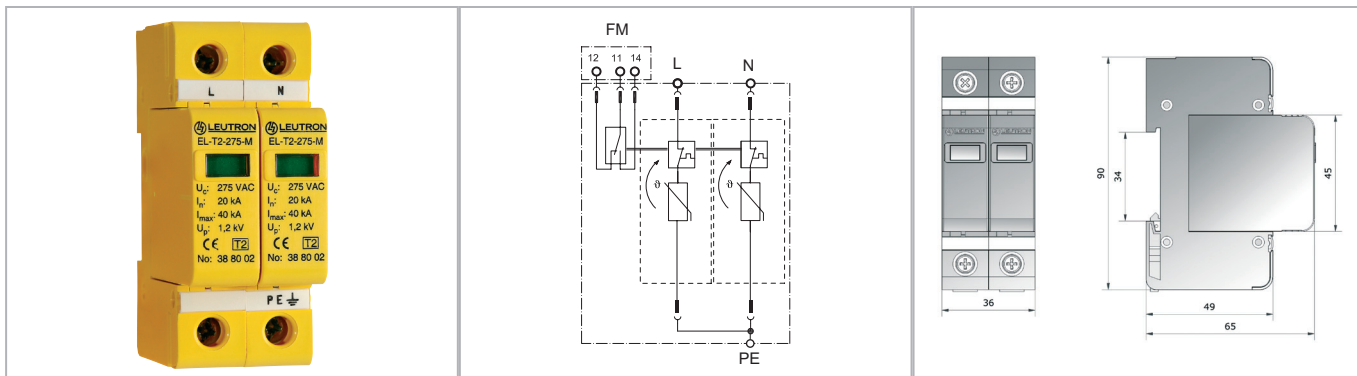 L N
LEUTRON LEUTRON
EL-T2-275-M EL-T2-275-M
Uc: 275 VAC Uc: 275 VAC
In: 20 kA In: 20 kA
Imax: 40 kA Imax: 40 kA
Up: 1,2 kV Up: 1,2 kV
CE T2 CE T2
No: 38 80 02 No: 38 80 02
PE
FM
12 11 14 L N
ϑ ϑ
PE
LEUTRON LEUTRON
90
34
45
36
49
65